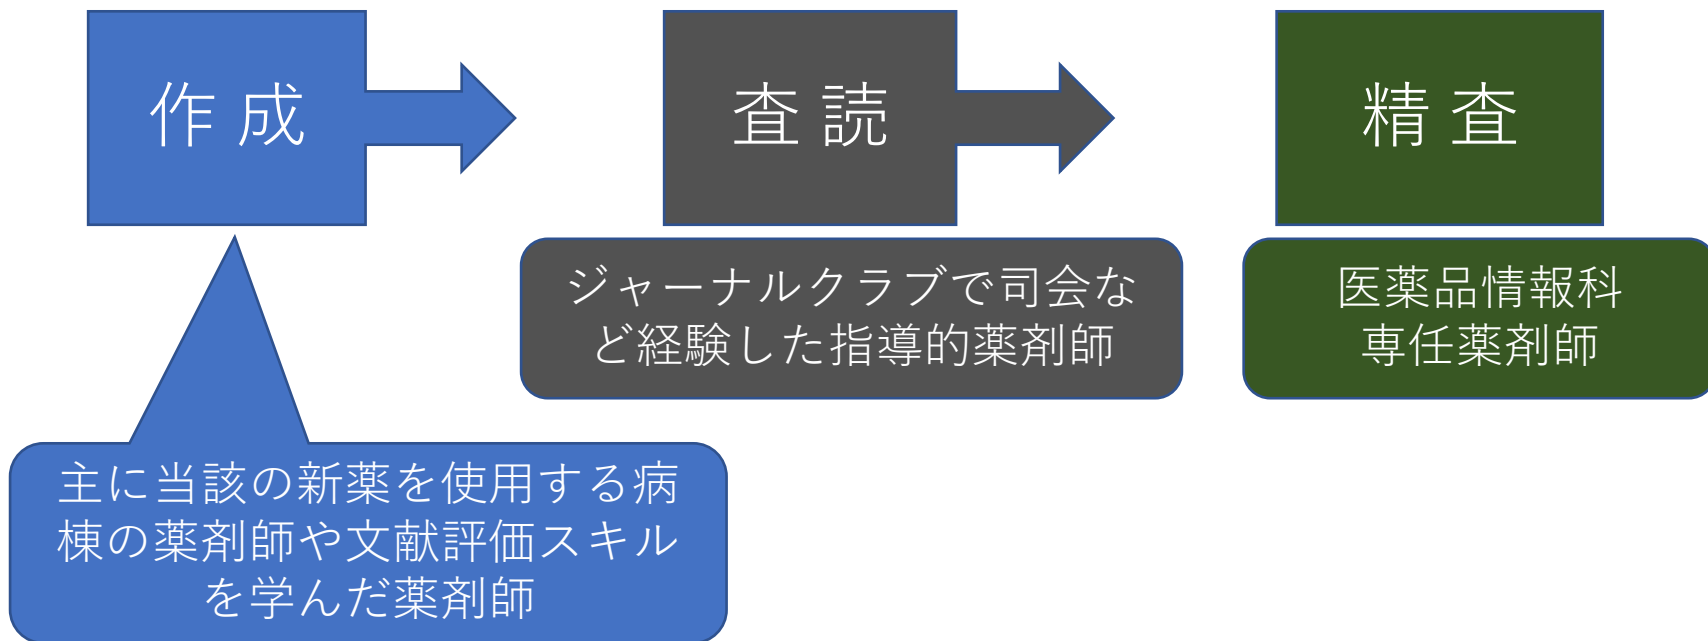 作 成
査 読
精 査
ジャーナルクラブで司会な
ど経験した指導的薬剤師
医薬品情報科
専任薬剤師
主に当該の新薬を使用する病
棟の薬剤師や文献評価スキル
を学んだ薬剤師